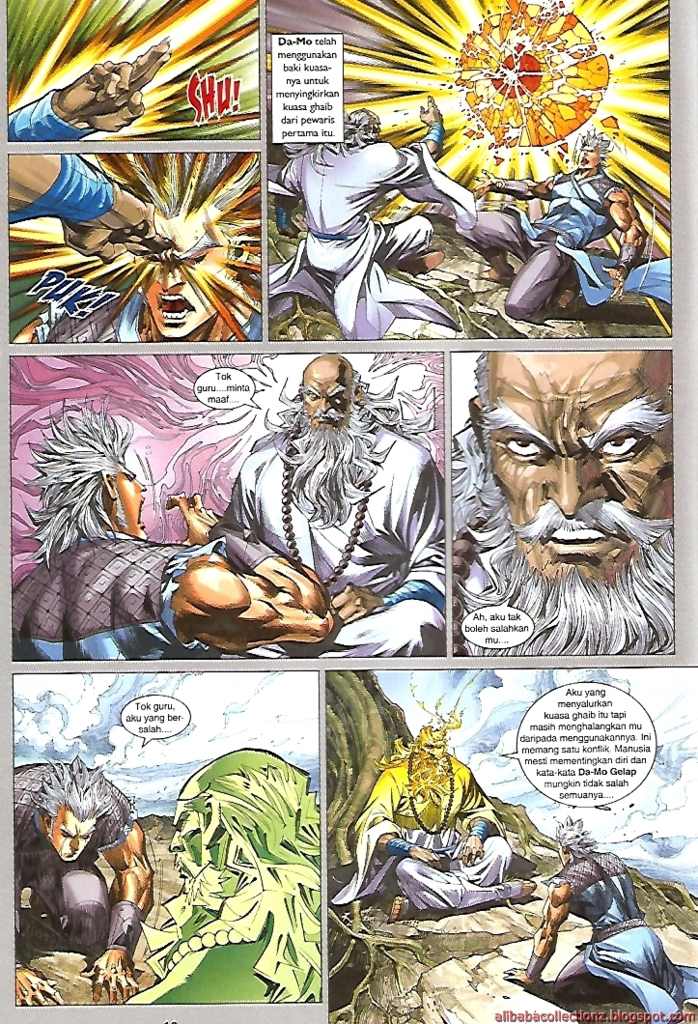 SHU!
Da-Mo telah
menggunakan
baki kuasa-
nya untuk
menyingkirkan
kuasa ghaib
dari pewaris
pertama itu.
PUK!
Tok
guru....minta
maaf....
Ah, aku tak
boleh salahkan
mu....
Tok guru,
aku yang ber-
salah....
Aku yang
menyalurkan
kuasa ghaib itu tapi
masih menghalangkan mu
daripada menggunakannya. Ini
memang satu konflik. Manusia
mesti mementingkan diri dan
kata-kata Da-Mo Gelap
mungkin tidak salah
semuanya....
alibabacollectionz.blogspot.com